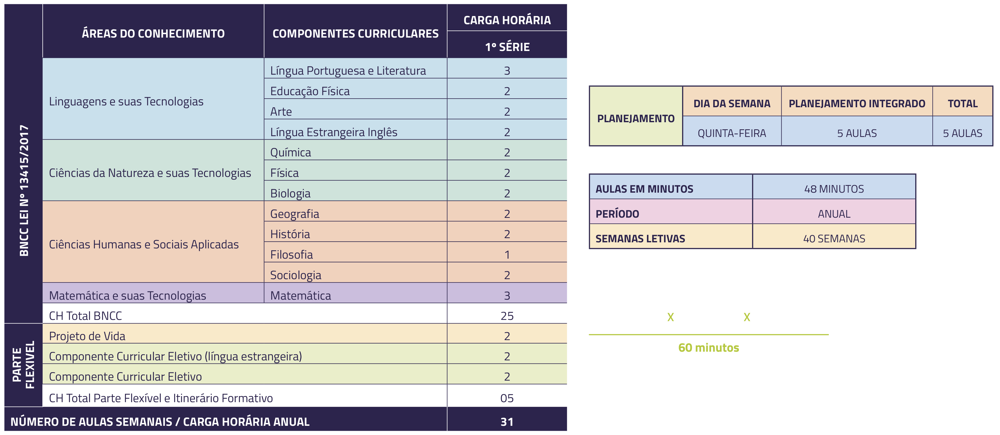 BNCC LEI Nº 13415/2017
ÁREAS DO CONHECIMENTO
COMPONENTES CURRICULARES
CARGA HORÁRIA
1º SÉRIE
Linguagens e suas Tecnologias
Língua Portuguesa e Literatura
3
Educação Física
2
Arte
2
Língua Estrangeira Inglês
2
Ciências da Natureza e suas Tecnologias
Química
2
Física
2
Biologia
2
Ciências Humanas e Sociais Aplicadas
Geografia
2
História
2
Filosofia
1
Sociologia
2
Matemática e suas Tecnologias
Matemática
3
CH Total BNCC
25
PARTE
FLEXIVEL
Projeto de Vida
2
Componente Curricular Eletivo (língua estrangeira)
2
Componente Curricular Eletivo
2
CH Total Parte Flexível e Itinerário Formativo
05
NÚMERO DE AULAS SEMANAIS / CARGA HORÁRIA ANUAL
31
PLANEJAMENTO
DIA DA SEMANA
PLANEJAMENTO INTEGRADO
TOTAL
QUINTA-FEIRA
5 AULAS
5 AULAS
AULAS EM MINUTOS
48 MINUTOS
PERÍODO
ANUAL
SEMANAS LETIVAS
40 SEMANAS
X X
60 minutos